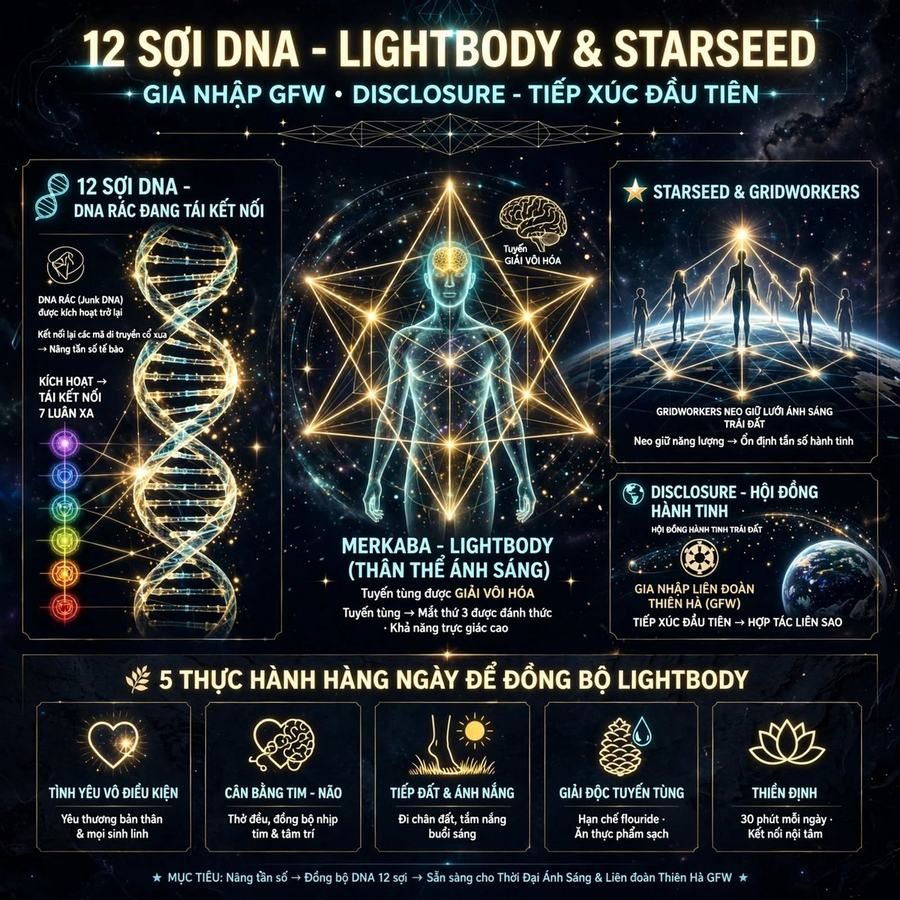 12 SỢI DNA - LIGHTBODY & STARSEED
GIA NHẬP GFW • DISCLOSURE - TIẾP XÚC ĐẦU TIÊN
12 SỢI DNA -
DNA RÁC ĐANG TÁI KẾT NỐI
DNA RÁC (Junk DNA)
được kích hoạt trở lại
Kết nối lại các mã di truyền cổ xưa
→ Nâng tần số tế bào
KÍCH HOẠT →
TÁI KẾT NỐI
7 LUÂN XA
Tuyến
GIẢI VÔI HÓA
MERKABA - LIGHTBODY
(THÂN THỂ ÁNH SÁNG)
Tuyến tùng được GIẢI VÔI HÓA
Tuyến tùng → Mắt thứ 3 được đánh thức
· Khả năng trực giác cao
STARSEED & GRIDWORKERS
GRIDWORKERS NEO GIỮ LƯỚI ÁNH SÁNG
TRÁI ĐẤT
Neo giữ năng lượng → Ổn định tần số hành tinh
DISCLOSURE - HỘI ĐỒNG
HÀNH TINH
HỘI ĐỒNG HÀNH TINH TRÁI ĐẤT
GIA NHẬP LIÊN ĐOÀN
THIÊN HÀ (GFW)
TIẾP XÚC ĐẦU TIÊN → HỢP TÁC LIÊN SAO
5 THỰC HÀNH HÀNG NGÀY ĐỂ ĐỒNG BỘ LIGHTBODY
TÌNH YÊU VÔ ĐIỀU KIỆN
Yêu thương bản thân
& mọi sinh linh
CÂN BẰNG TIM - NÃO
Thở đều, đồng bộ nhịp
tim & tâm trí
TIẾP ĐẤT & ÁNH NẮNG
Đi chân đất, tắm nắng
buổi sáng
GIẢI ĐỘC TUYẾN TÙNG
Hạn chế flouride ·
Ăn thực phẩm sạch
THIỀN ĐỊNH
30 phút mỗi ngày ·
Kết nối nội tâm
★ MỤC TIÊU: Nâng tần số → Đồng bộ DNA 12 sợi → Sẵn sàng cho Thời Đại Ánh Sáng & Liên đoàn Thiên Hà GFW ★